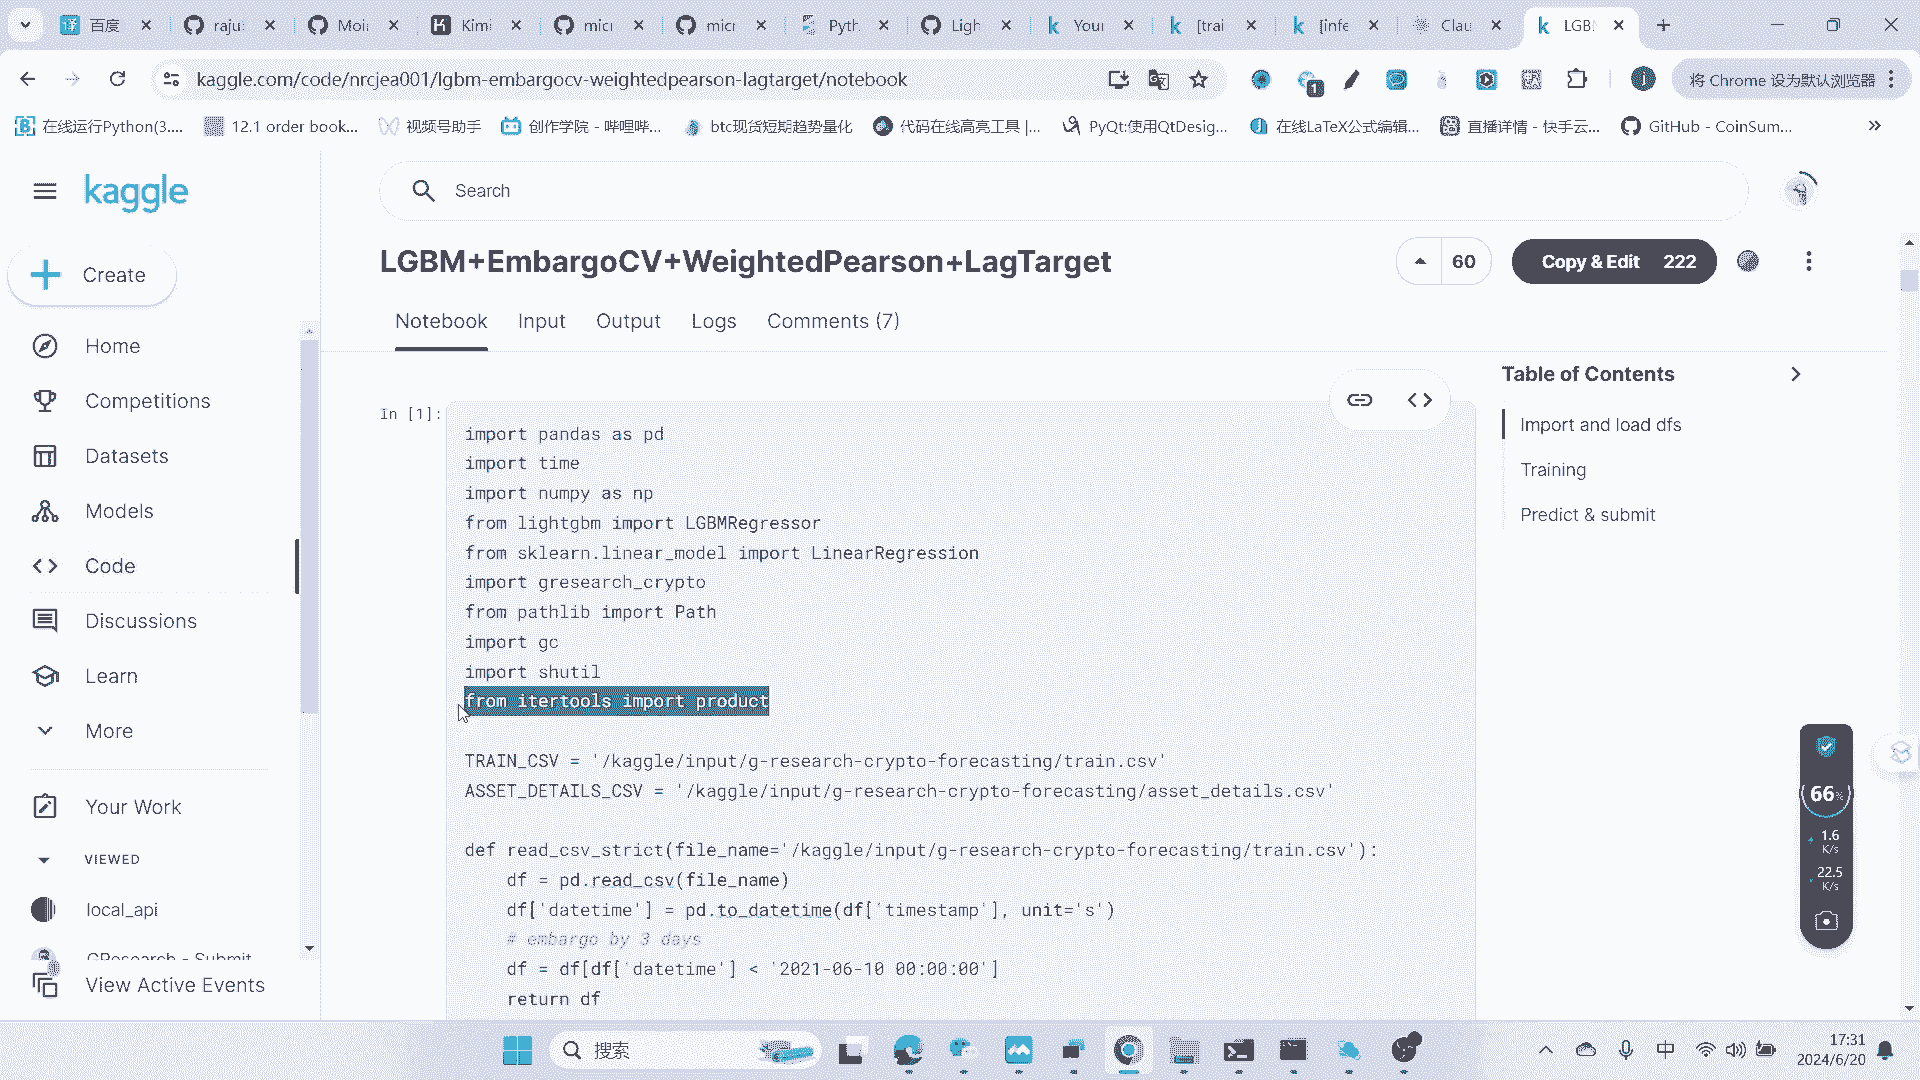 百度
raju
Moi
Kimi
micr
micr
Pyth
Ligh
Your
[trai
[infe
Clau
LGB
kaggle.com/code/nrcjea001/lgbm-embargocv-weightedpearson-lagtarget/notebook
1
将 Chrome 设为默认浏览器
在线运行Python(3....
12.1 order book...
视频号助手
创作学院 - 哔哩哔...
btc现货短期趋势量化
代码在线高亮工具 |...
PyQt:使用QtDesig...
在线LaTeX公式编辑...
直播详情 - 快手云...
GitHub - CoinSum...
kaggle
Search
Create
Home
Competitions
Datasets
Models
Code
Discussions
Learn
More
Your Work
VIEWED
local_api
GResearch - Submit
View Active Events
LGBM+EmbargoCV+WeightedPearson+LagTarget
60
Copy & Edit 222
Notebook
Input
Output
Logs
Comments (7)
In [1]:
import pandas as pd
import time
import numpy as np
from lightgbm import LGBMRegressor
from sklearn.linear_model import LinearRegression
import gresearch_crypto
from pathlib import Path
import gc
import shutil
from itertools import product
TRAIN_CSV = '/kaggle/input/g-research-crypto-forecasting/train.csv'
ASSET_DETAILS_CSV = '/kaggle/input/g-research-crypto-forecasting/asset_details.csv'
def read_csv_strict(file_name='/kaggle/input/g-research-crypto-forecasting/train.csv'):
df = pd.read_csv(file_name)
df['datetime'] = pd.to_datetime(df['timestamp'], unit='s')
# embargo by 3 days
df = df[df['datetime'] < '2021-06-10 00:00:00']
return df
Table of Contents
Import and load dfs
Training
Predict & submit
66%
1.6
K/s
22.5
K/s
搜索
中
17:31
2024/6/20